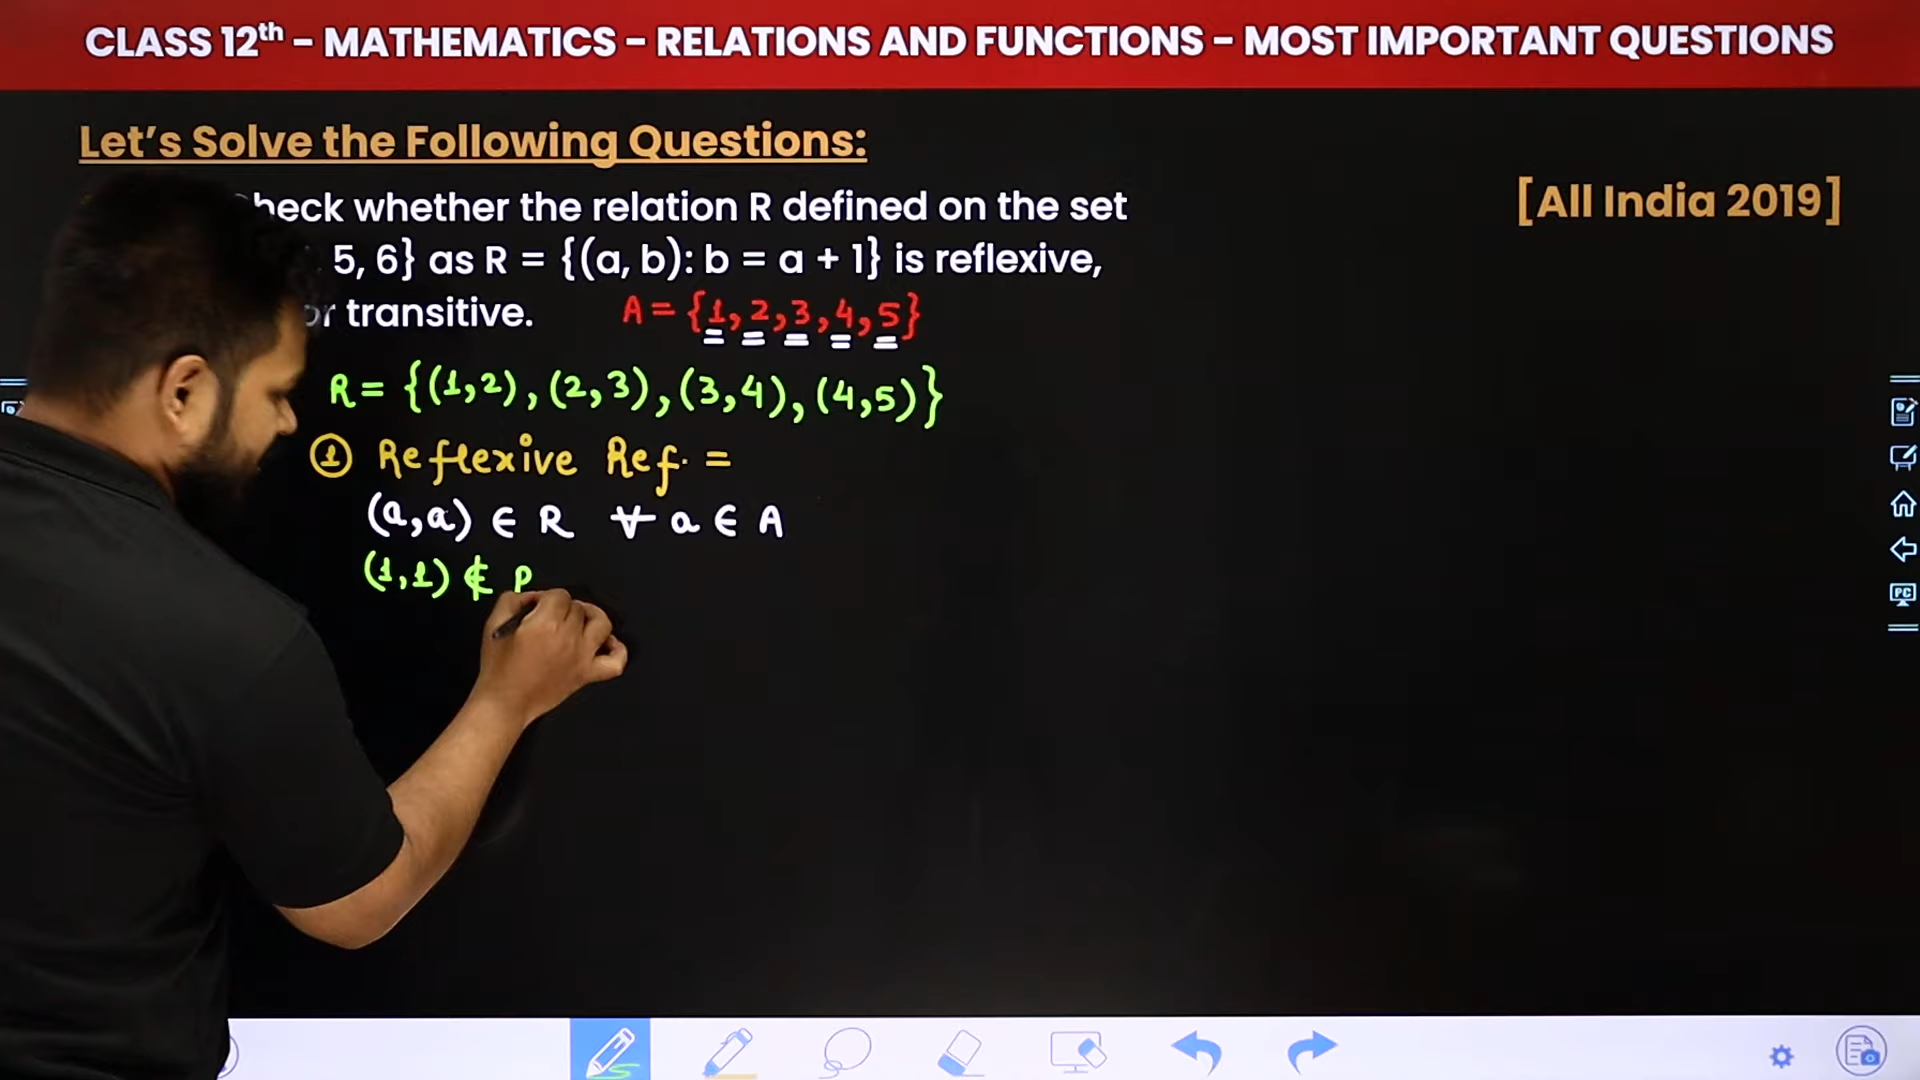 CLASS 12th - MATHEMATICS - RELATIONS AND FUNCTIONS - MOST IMPORTANT QUESTIONS
Let's Solve the Following Questions:
heck whether the relation R defined on the set
[All India 2019]
, 5, 6} as R = {(a, b): b = a + 1} is reflexive,
or transitive.
A = {1, 2, 3, 4, 5}
R = {(1,2), (2,3), (3,4), (4,5)}
① Reflexive Ref. =
(a,a) ∈ R ∀ a ∈ A
(1,1) ∉
PC